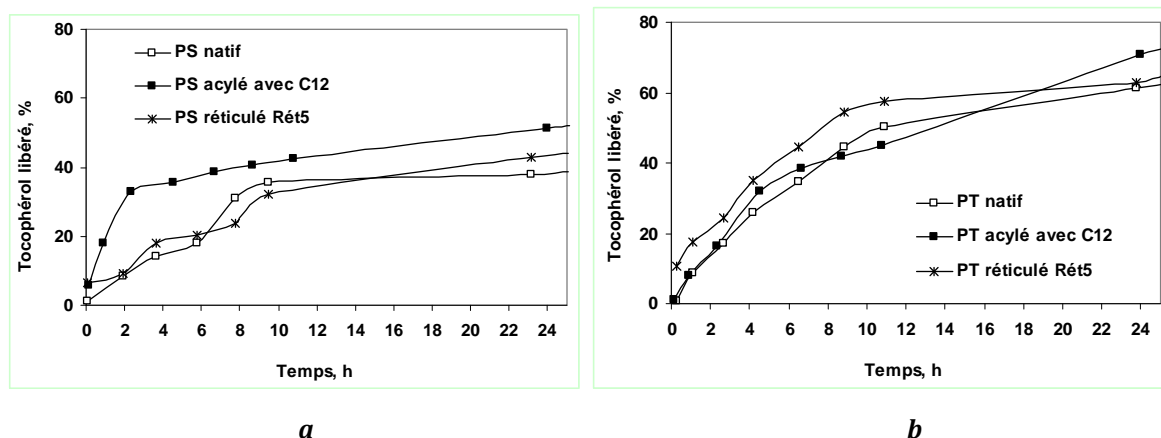 80
60
40
20
0
Tocophérol libéré, %
PS natif
PS acylé avec C12
PS réticulé Rét5
0 2 4 6 8 10 12 14 16 18 20 22 24
Temps, h
a
80
60
40
20
0
Tocophérol libéré, %
PT natif
PT acylé avec C12
PT réticulé Rét5
0 2 4 6 8 10 12 14 16 18 20 22 24
Temps, h
b